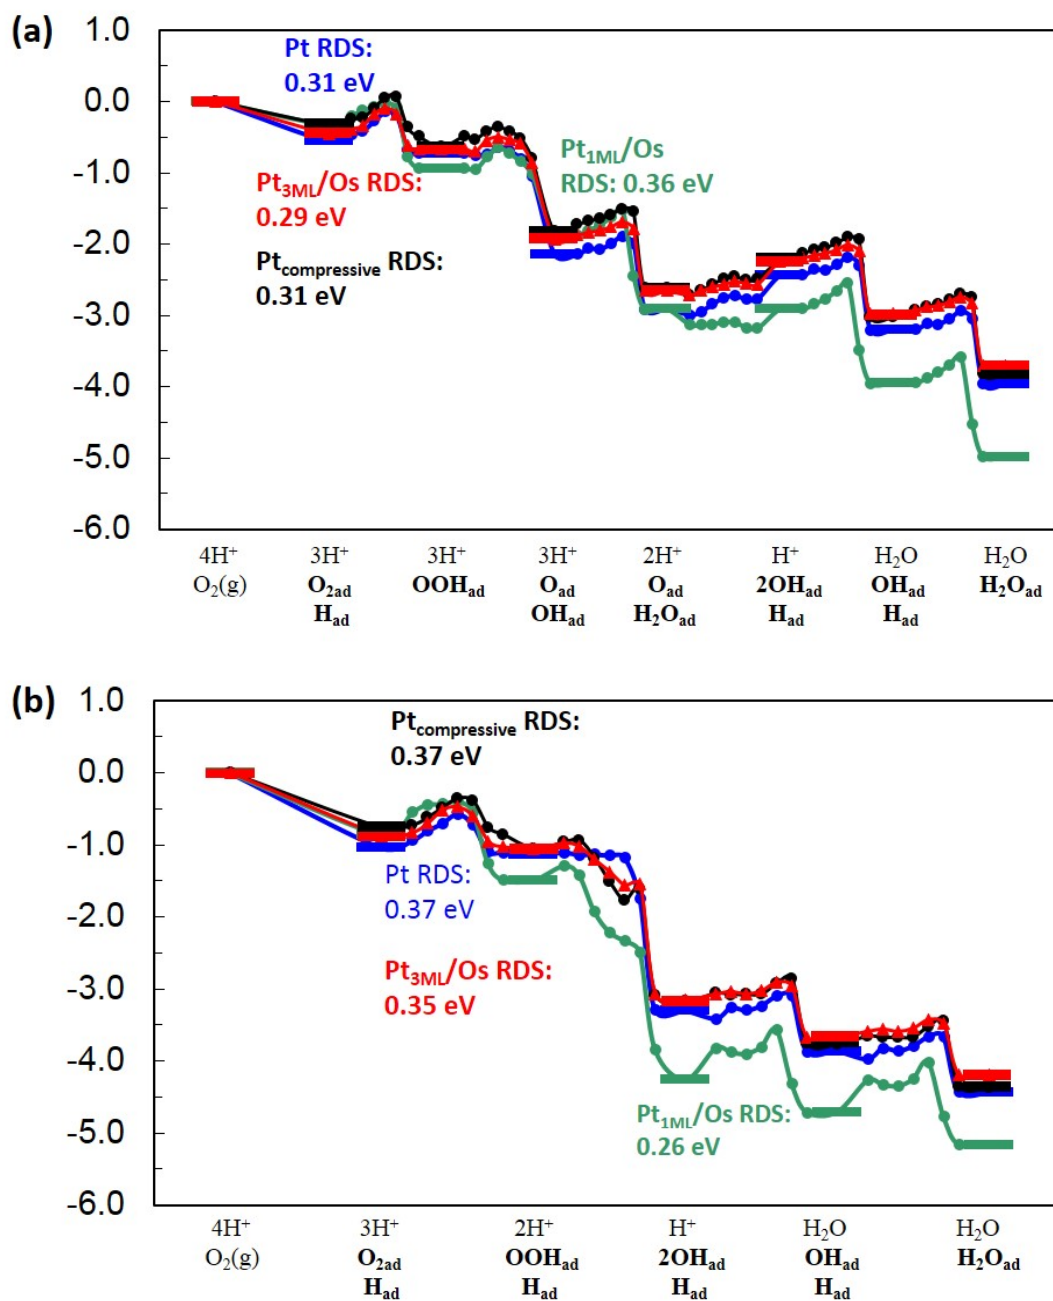 (a)
1.0
0.0
-1.0
-2.0
-3.0
-4.0
-5.0
-6.0
Pt RDS:
0.31 eV
Pt3ML/Os RDS:
0.29 eV
Ptcompressive RDS:
0.31 eV
Pt1ML/Os
RDS: 0.36 eV
4H⁺ 3H⁺ 3H⁺ 3H⁺ 2H⁺ H⁺ H₂O H₂O
O₂(g) O2ad OOHad Oad Oad 2OHad OHad H₂Oad
Had OHad H₂Oad Had Had
(b)
1.0
0.0
-1.0
-2.0
-3.0
-4.0
-5.0
-6.0
Ptcompressive RDS:
0.37 eV
Pt RDS:
0.37 eV
Pt3ML/Os RDS:
0.35 eV
Pt1ML/Os RDS:
0.26 eV
4H⁺ 3H⁺ 2H⁺ H⁺ H₂O H₂O
O₂(g) O2ad OOHad 2OHad OHad H₂Oad
Had Had Had Had